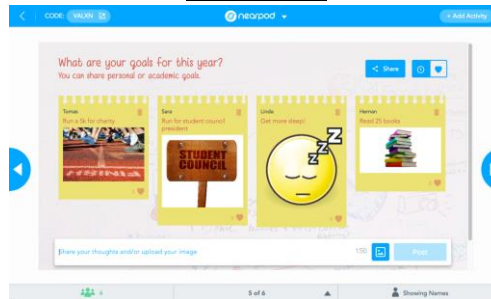 CODE: VALXN
nearpod
+ Add Activity
What are your goals for this year?
You can share personal or academic goals.
Share
Tomas
Run a 5k for charity
FINISH
Sara
Run for student council
president
STUDENT
COUNCIL
Linda
Get more sleep!
Z
Z
Z
Hernan
Read 25 books
Share your thoughts and/or upload your image
150
Post
4
5 of 6
Showing Names